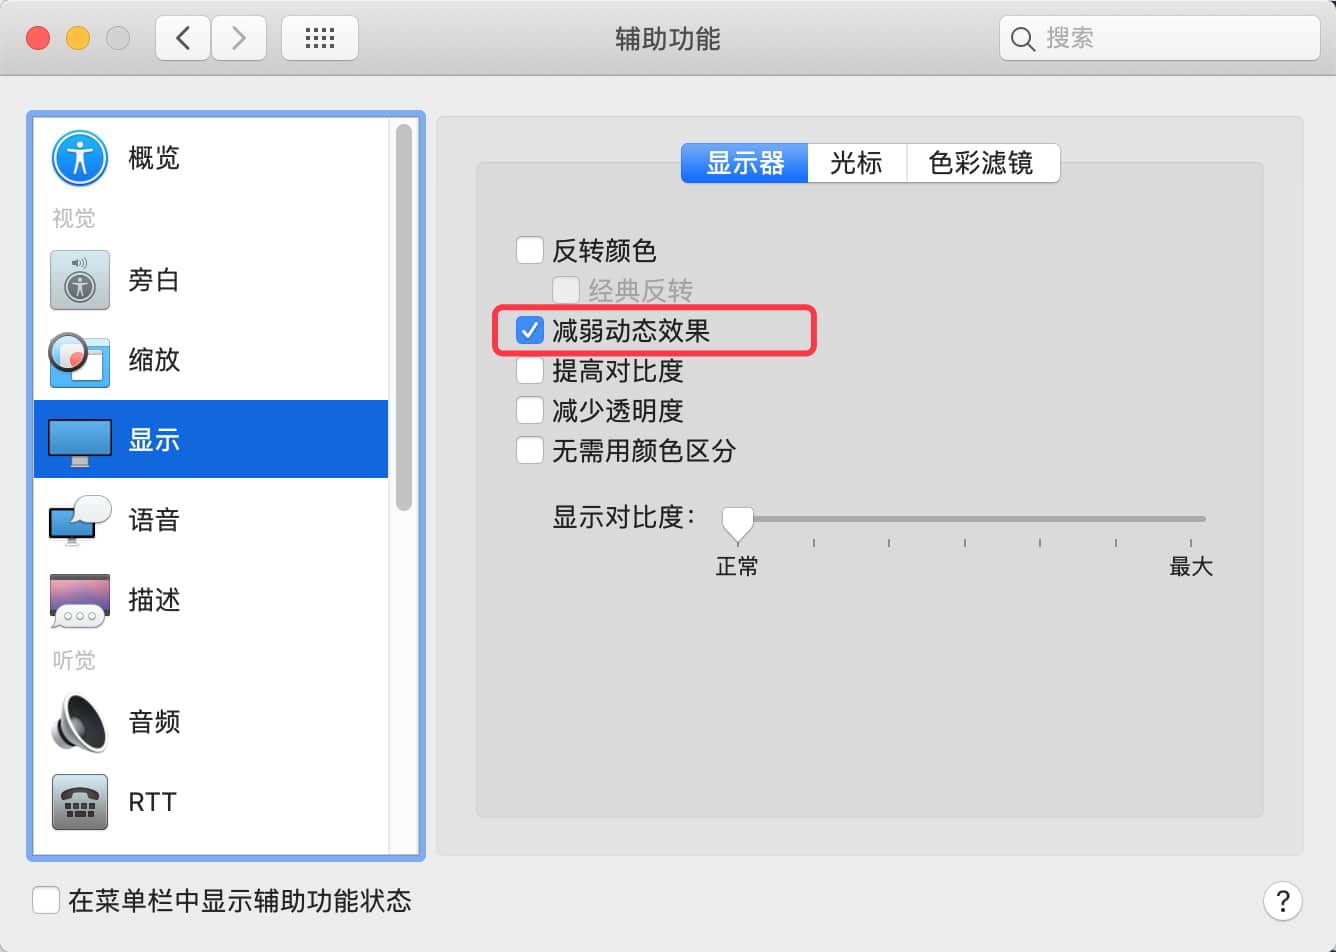 辅助功能
搜索
概览
视觉
旁白
缩放
显示
语音
描述
听觉
音频
RTT
显示器
光标
色彩滤镜
反转颜色
经典反转
减弱动态效果
提高对比度
减少透明度
无需用颜色区分
显示对比度：
正常
最大
在菜单栏中显示辅助功能状态
?